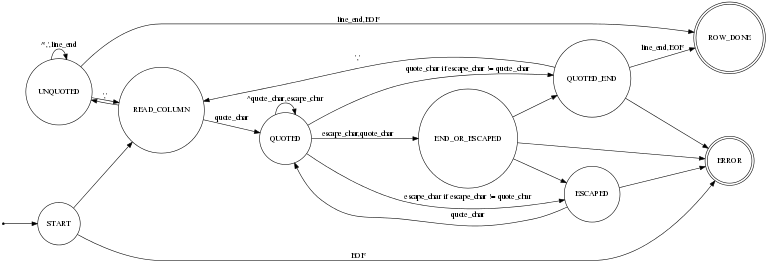 line_end,EOF
ROW_DONE
^',',line_end
line_end,EOF
','
quote_char if escape_char != quote_char
QUOTED_END
UNQUOTED
','
READ_COLUMN
^quote_char,escape_char
quote_char
escape_char,quote_char
QUOTED
END_OR_ESCAPED
ERROR
escape_char if escape_char != quote_char
ESCAPED
quote_char
START
EOF